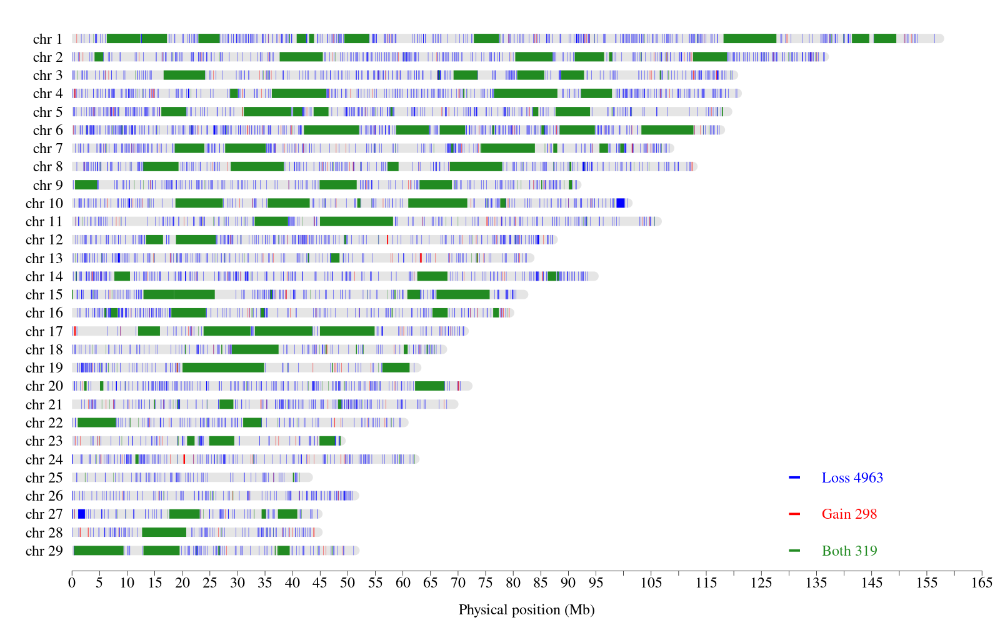 chr 1
chr 2
chr 3
chr 4
chr 5
chr 6
chr 7
chr 8
chr 9
chr 10
chr 11
chr 12
chr 13
chr 14
chr 15
chr 16
chr 17
chr 18
chr 19
chr 20
chr 21
chr 22
chr 23
chr 24
chr 25
chr 26
chr 27
chr 28
chr 29
Loss 4963
Gain 298
Both 319
0 5 10 15 20 25 30 35 40 45 50 55 60 65 70 75 80 85 90 95 105 115 125 135 145 155 165
Physical position (Mb)